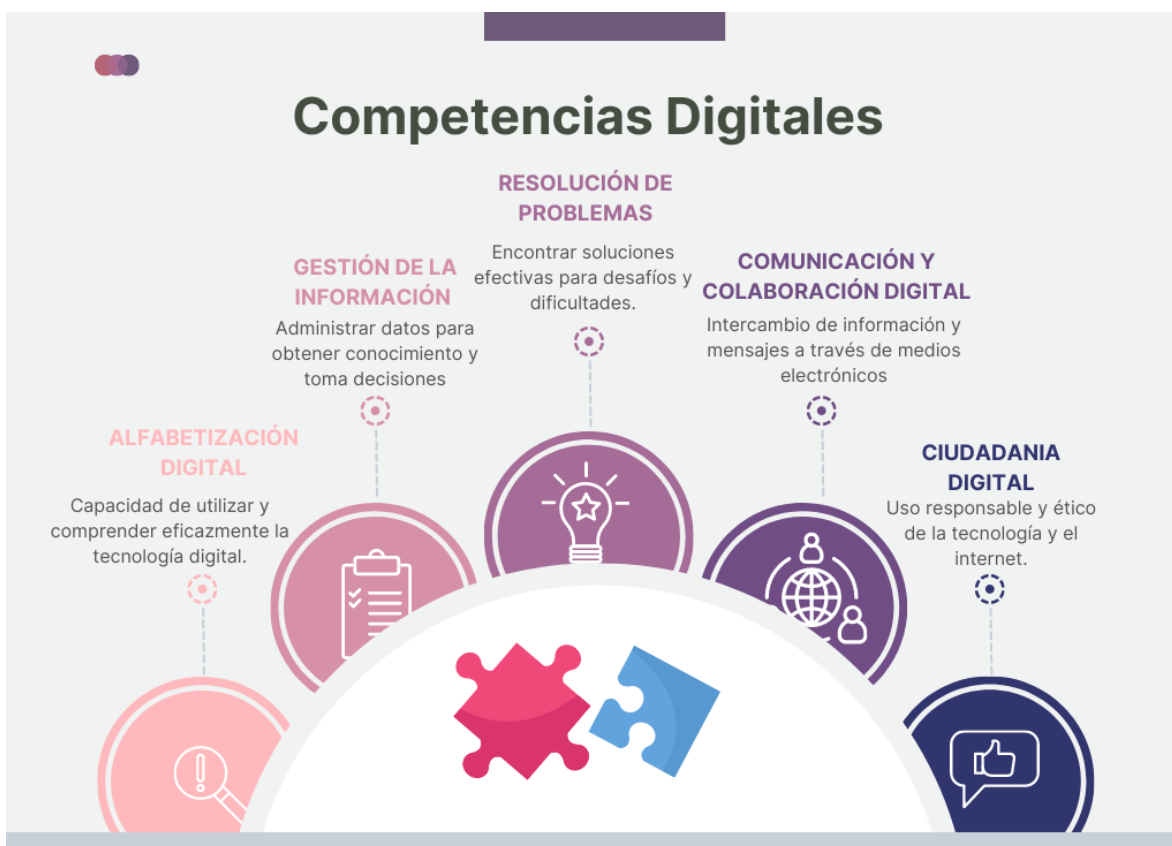 Competencias Digitales
RESOLUCIÓN DE
PROBLEMAS
Encontrar soluciones
efectivas para desafíos y
dificultades.
GESTIÓN DE LA
INFORMACIÓN
Administrar datos para
obtener conocimiento y
toma decisiones
COMUNICACIÓN Y
COLABORACIÓN DIGITAL
Intercambio de información y
mensajes a través de medios
electrónicos
ALFABETIZACIÓN
DIGITAL
Capacidad de utilizar y
comprender eficazmente la
tecnología digital.
CIUDADANIA
DIGITAL
Uso responsable y ético
de la tecnología y el
internet.